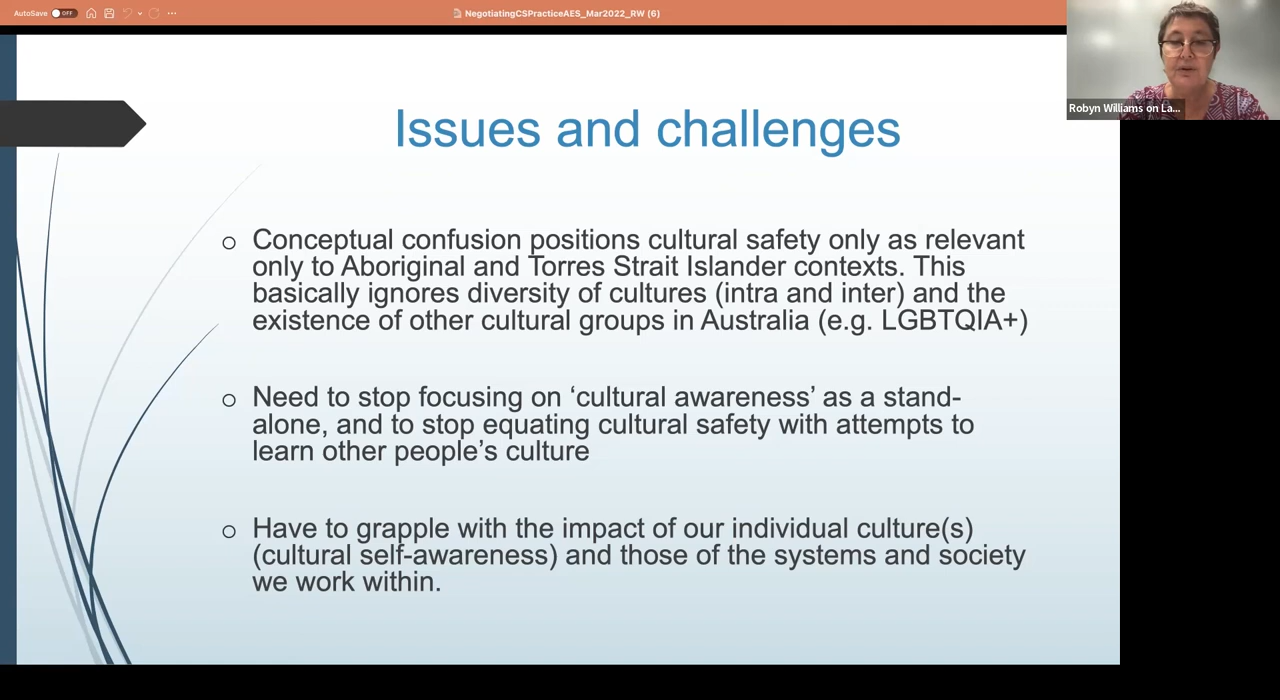 AutoSave OFF
NegotiatingCSPracticeAES_Mar2022_RW (6)
Robyn Williams on La...
Issues and challenges
Conceptual confusion positions cultural safety only as relevant
only to Aboriginal and Torres Strait Islander contexts. This
basically ignores diversity of cultures (intra and inter) and the
existence of other cultural groups in Australia (e.g. LGBTQIA+)
Need to stop focusing on ‘cultural awareness’ as a stand-
alone, and to stop equating cultural safety with attempts to
learn other people’s culture
Have to grapple with the impact of our individual culture(s)
(cultural self-awareness) and those of the systems and society
we work within.